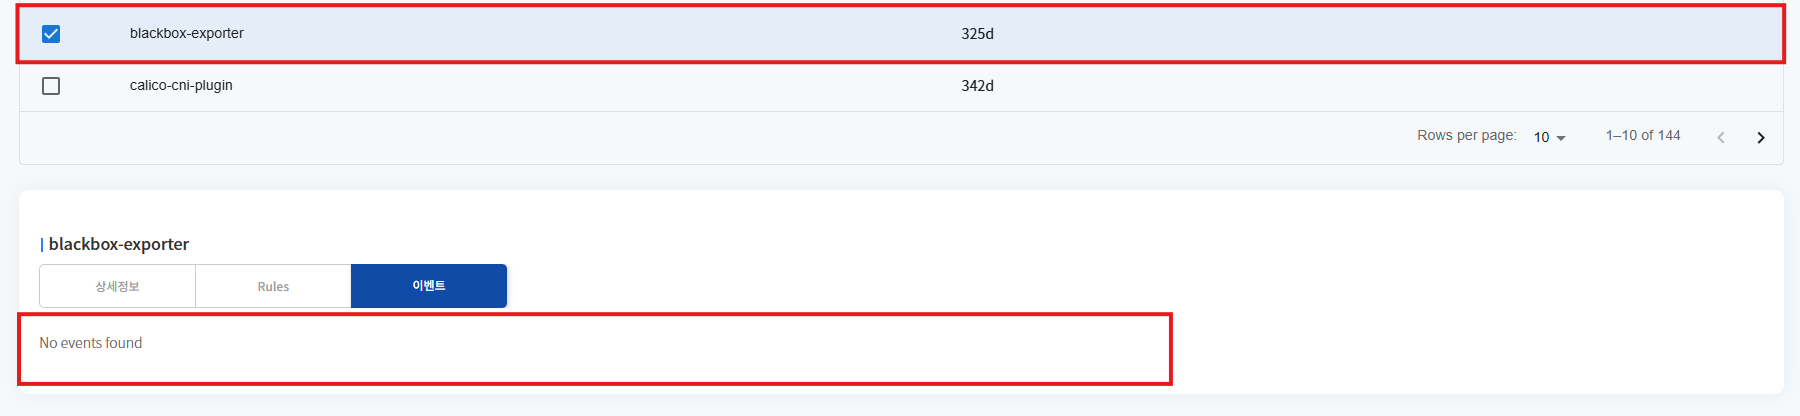 blackbox-exporter 325d
calico-cni-plugin 342d
Rows per page: 10 1–10 of 144
blackbox-exporter
상세정보 Rules 이벤트
No events found